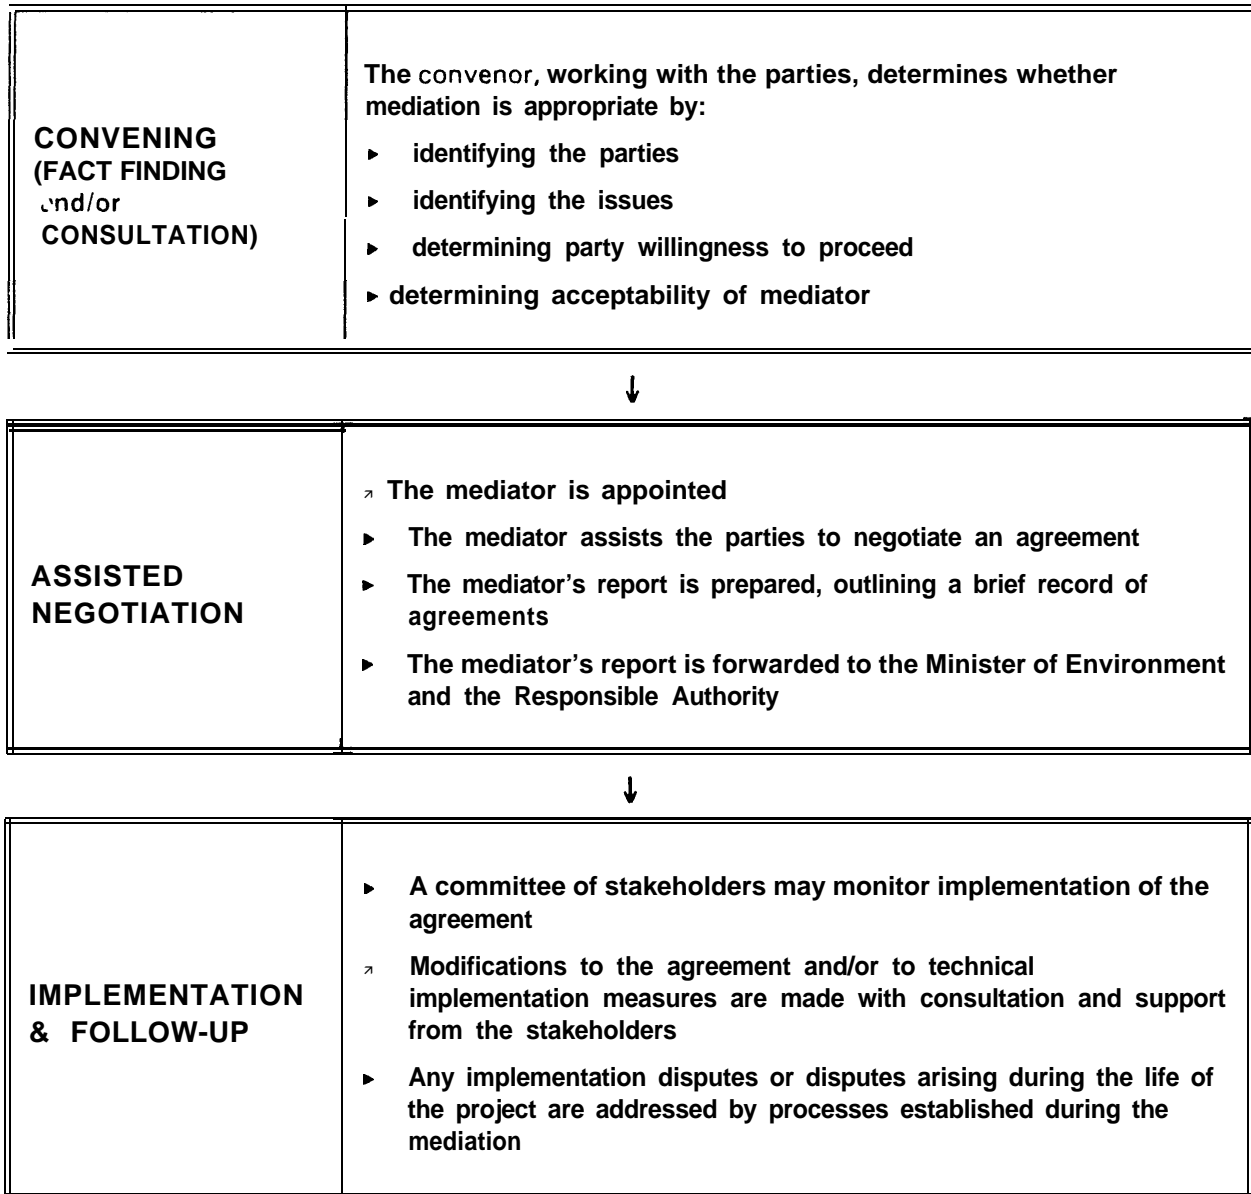 CONVENING
(FACT FINDING
and/or
CONSULTATION)
The convenor, working with the parties, determines whether
mediation is appropriate by:
► identifying the parties
► identifying the issues
► determining party willingness to proceed
► determining acceptability of mediator
↓
ASSISTED
NEGOTIATION
↗ The mediator is appointed
► The mediator assists the parties to negotiate an agreement
► The mediator’s report is prepared, outlining a brief record of
agreements
► The mediator’s report is forwarded to the Minister of Environment
and the Responsible Authority
↓
IMPLEMENTATION
& FOLLOW-UP
► A committee of stakeholders may monitor implementation of the
agreement
↗ Modifications to the agreement and/or to technical
implementation measures are made with consultation and support
from the stakeholders
► Any implementation disputes or disputes arising during the life of
the project are addressed by processes established during the
mediation